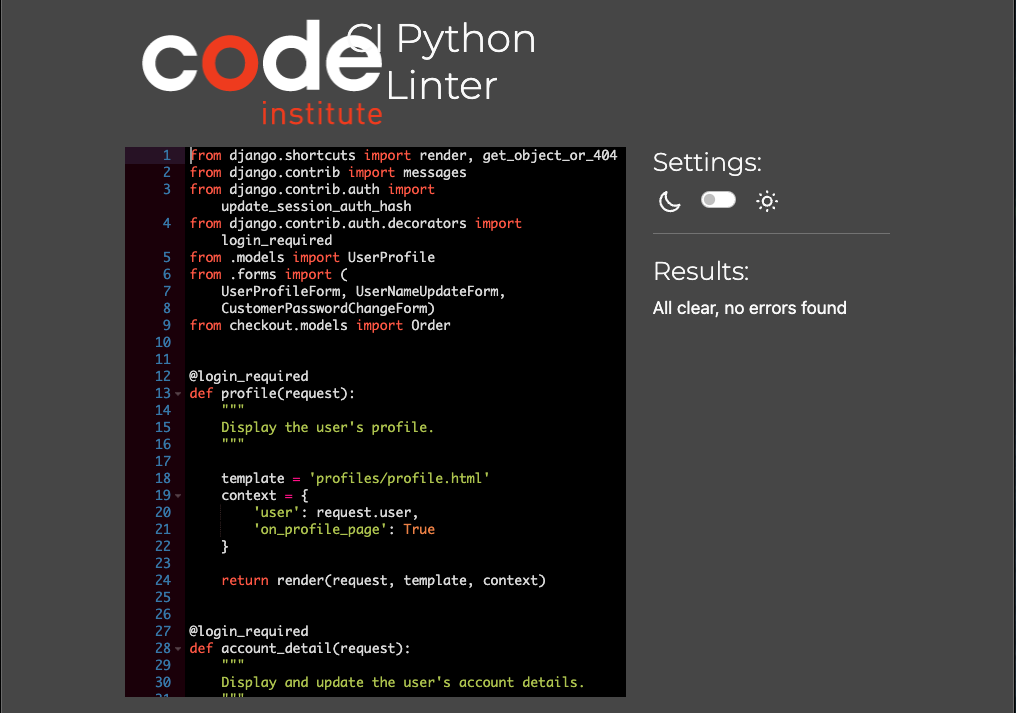 code
institute
CI Python
Linter
1 from django.shortcuts import render, get_object_or_404
2 from django.contrib import messages
3 from django.contrib.auth import
update_session_auth_hash
4 from django.contrib.auth.decorators import
login_required
5 from .models import UserProfile
6 from .forms import (
7 UserProfileForm, UserNameUpdateForm,
8 CustomerPasswordChangeForm)
9 from checkout.models import Order
10
11
12 @login_required
13 def profile(request):
14 """
15 Display the user's profile.
16 """
17
18 template = 'profiles/profile.html'
19 context = {
20 'user': request.user,
21 'on_profile_page': True
22 }
23
24 return render(request, template, context)
25
26
27 @login_required
28 def account_detail(request):
29 """
30 Display and update the user's account details.
31 """
Settings:
Results:
All clear, no errors found